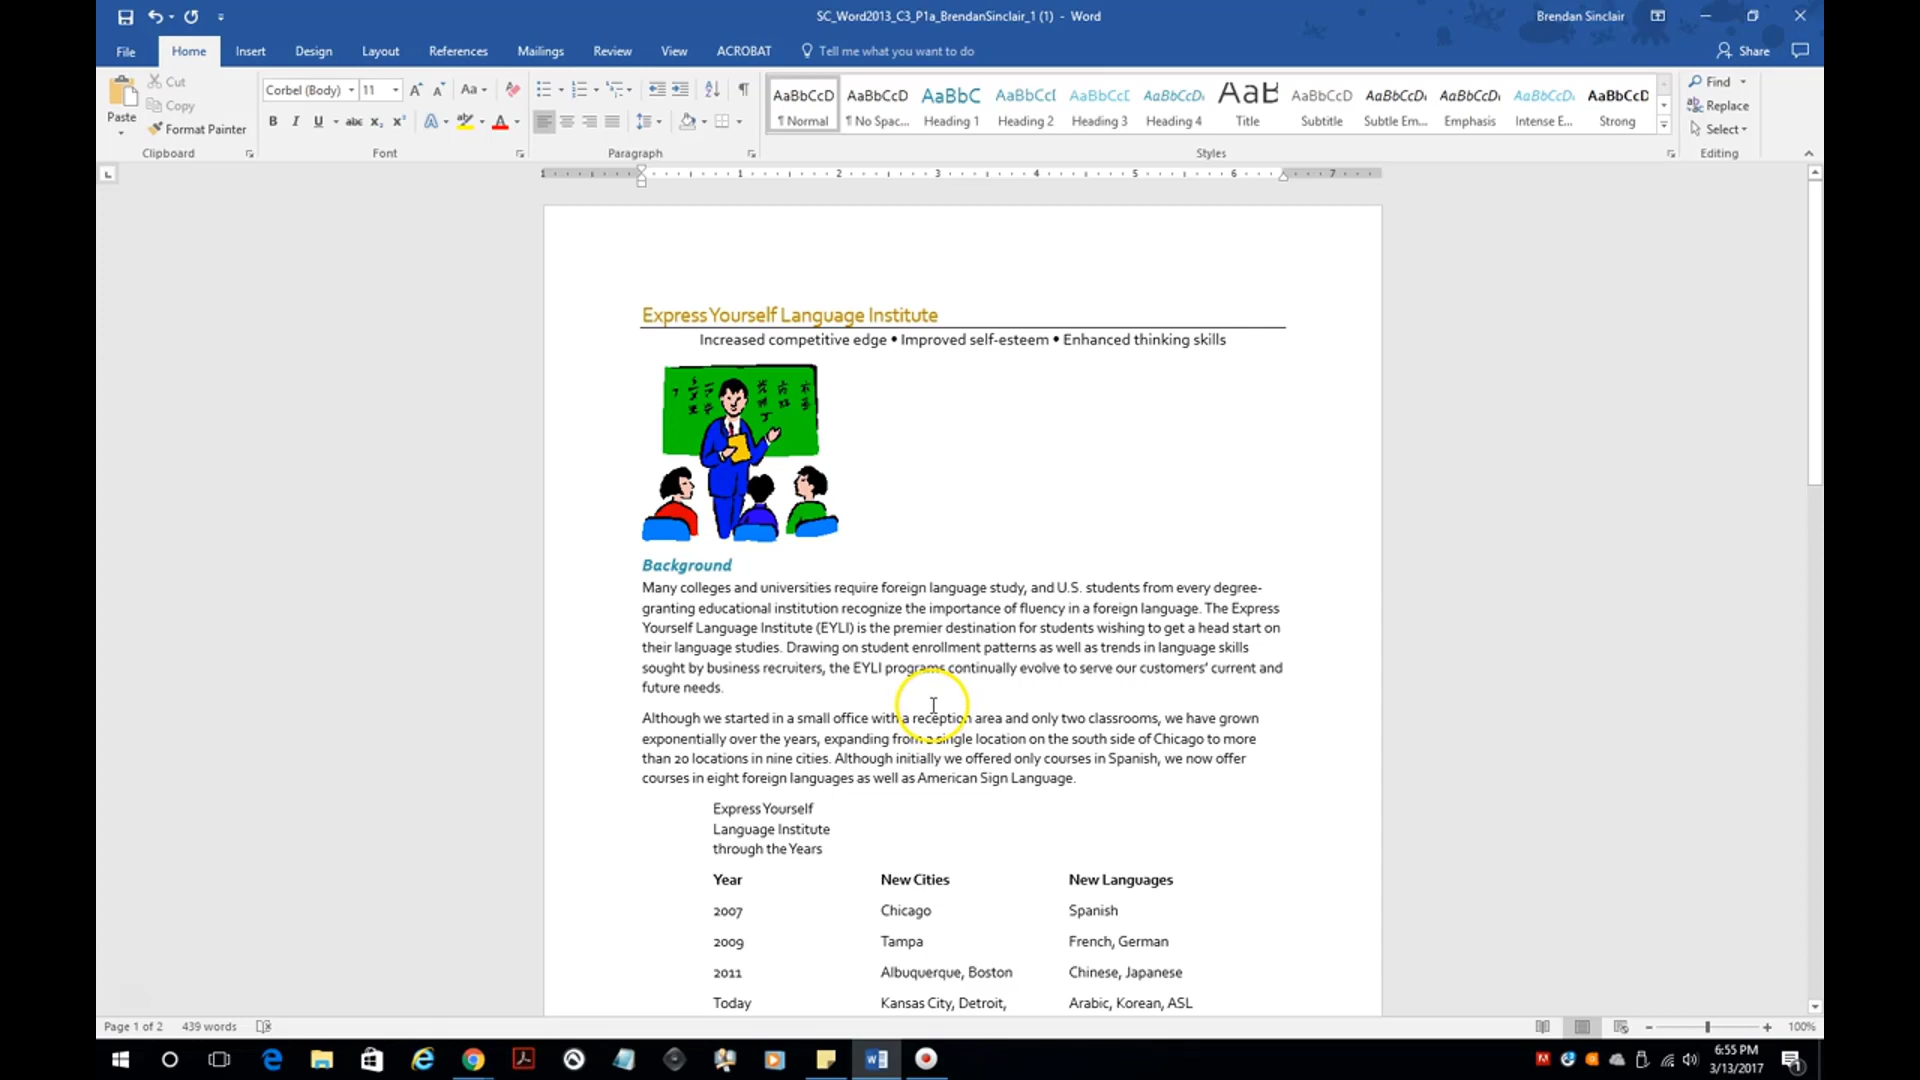 SC_Word2013_C3_P1a_BrendanSinclair_1 (1) - Word
Brendan Sinclair
File Home Insert Design Layout References Mailings Review View ACROBAT Tell me what you want to do Share
Paste
Cut
Copy
Format Painter
Clipboard
Corbel (Body) 11
Font
Paragraph
AaBbCcD AaBbCcD AaBbC AaBbCcI AaBbCcD AaBbCcD AaB AaBbCcD AaBbCcDı AaBbCcDı AaBbCcDı AaBbCcD
¶ Normal ¶ No Spac... Heading 1 Heading 2 Heading 3 Heading 4 Title Subtitle Subtle Em... Emphasis Intense E... Strong
Styles
Find
Replace
Select
Editing
1 1 2 3 4 5 6 7
Express Yourself Language Institute
Increased competitive edge • Improved self-esteem • Enhanced thinking skills
Background
Many colleges and universities require foreign language study, and U.S. students from every degree-
granting educational institution recognize the importance of fluency in a foreign language. The Express
Yourself Language Institute (EYLI) is the premier destination for students wishing to get a head start on
their language studies. Drawing on student enrollment patterns as well as trends in language skills
sought by business recruiters, the EYLI programs continually evolve to serve our customers' current and
future needs.
Although we started in a small office with a reception area and only two classrooms, we have grown
exponentially over the years, expanding from a single location on the south side of Chicago to more
than 20 locations in nine cities. Although initially we offered only courses in Spanish, we now offer
courses in eight foreign languages as well as American Sign Language.
Express Yourself
Language Institute
through the Years
Year New Cities New Languages
2007 Chicago Spanish
2009 Tampa French, German
2011 Albuquerque, Boston Chinese, Japanese
Today Kansas City, Detroit, Arabic, Korean, ASL
Page 1 of 2 439 words
100%
6:55 PM
3/13/2017